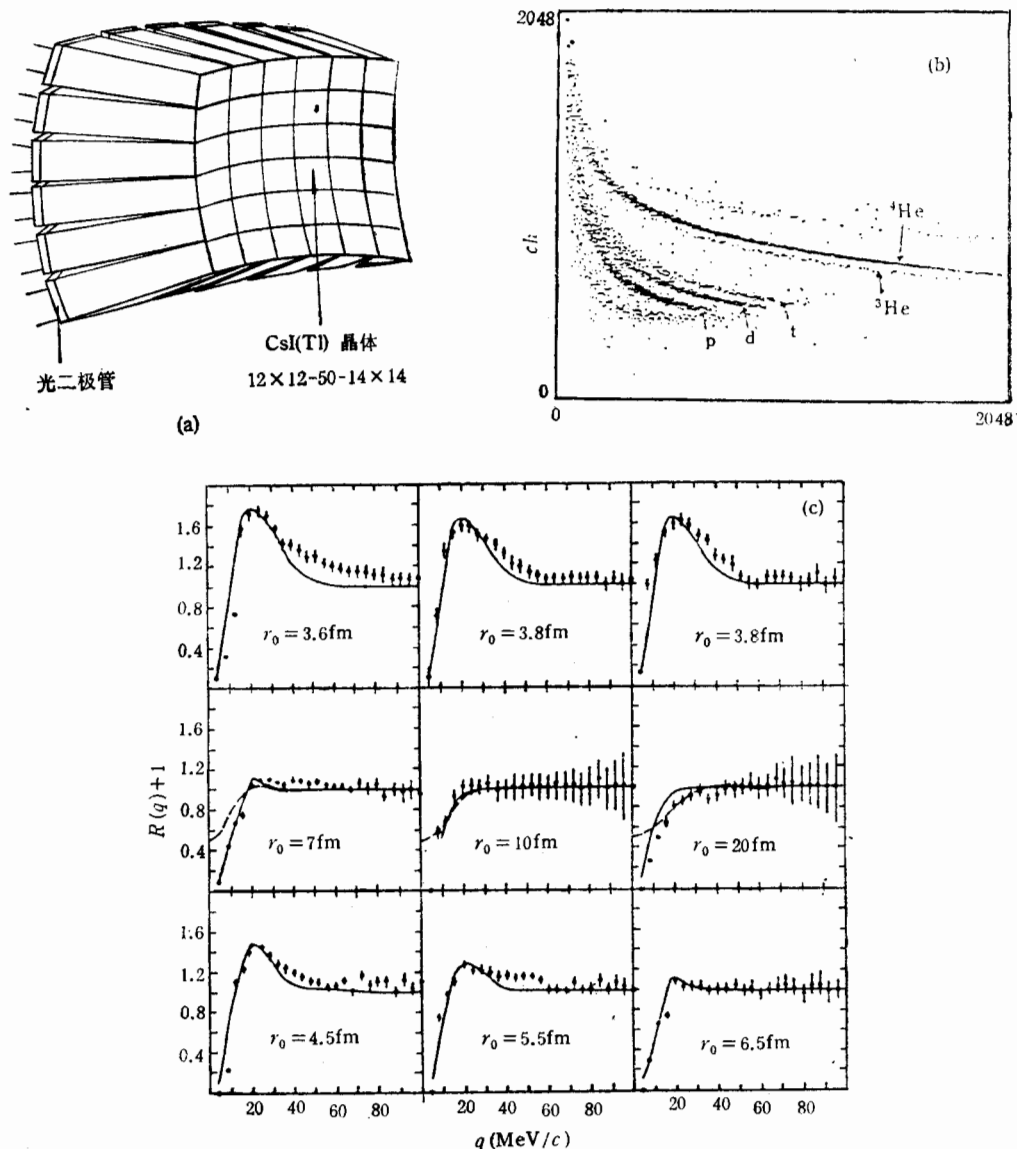 CsI(Tl) 晶体
12×12-50-14×14
光二极管
(a)
2048
(b)
ch
⁴He
³He
p
d
t
0
0
2048
(c)
1.6
1.2
0.8
0.4
r₀ = 3.6fm
r₀ = 3.8fm
r₀ = 3.8fm
R(q)+1
1.6
1.2
0.8
0.4
r₀ = 7fm
r₀ = 10fm
r₀ = 20fm
1.6
1.2
0.8
0.4
r₀ = 4.5fm
r₀ = 5.5fm
r₀ = 6.5fm
20 40 60 80
20 40 60 80
20 40 60 80
q(MeV/c)